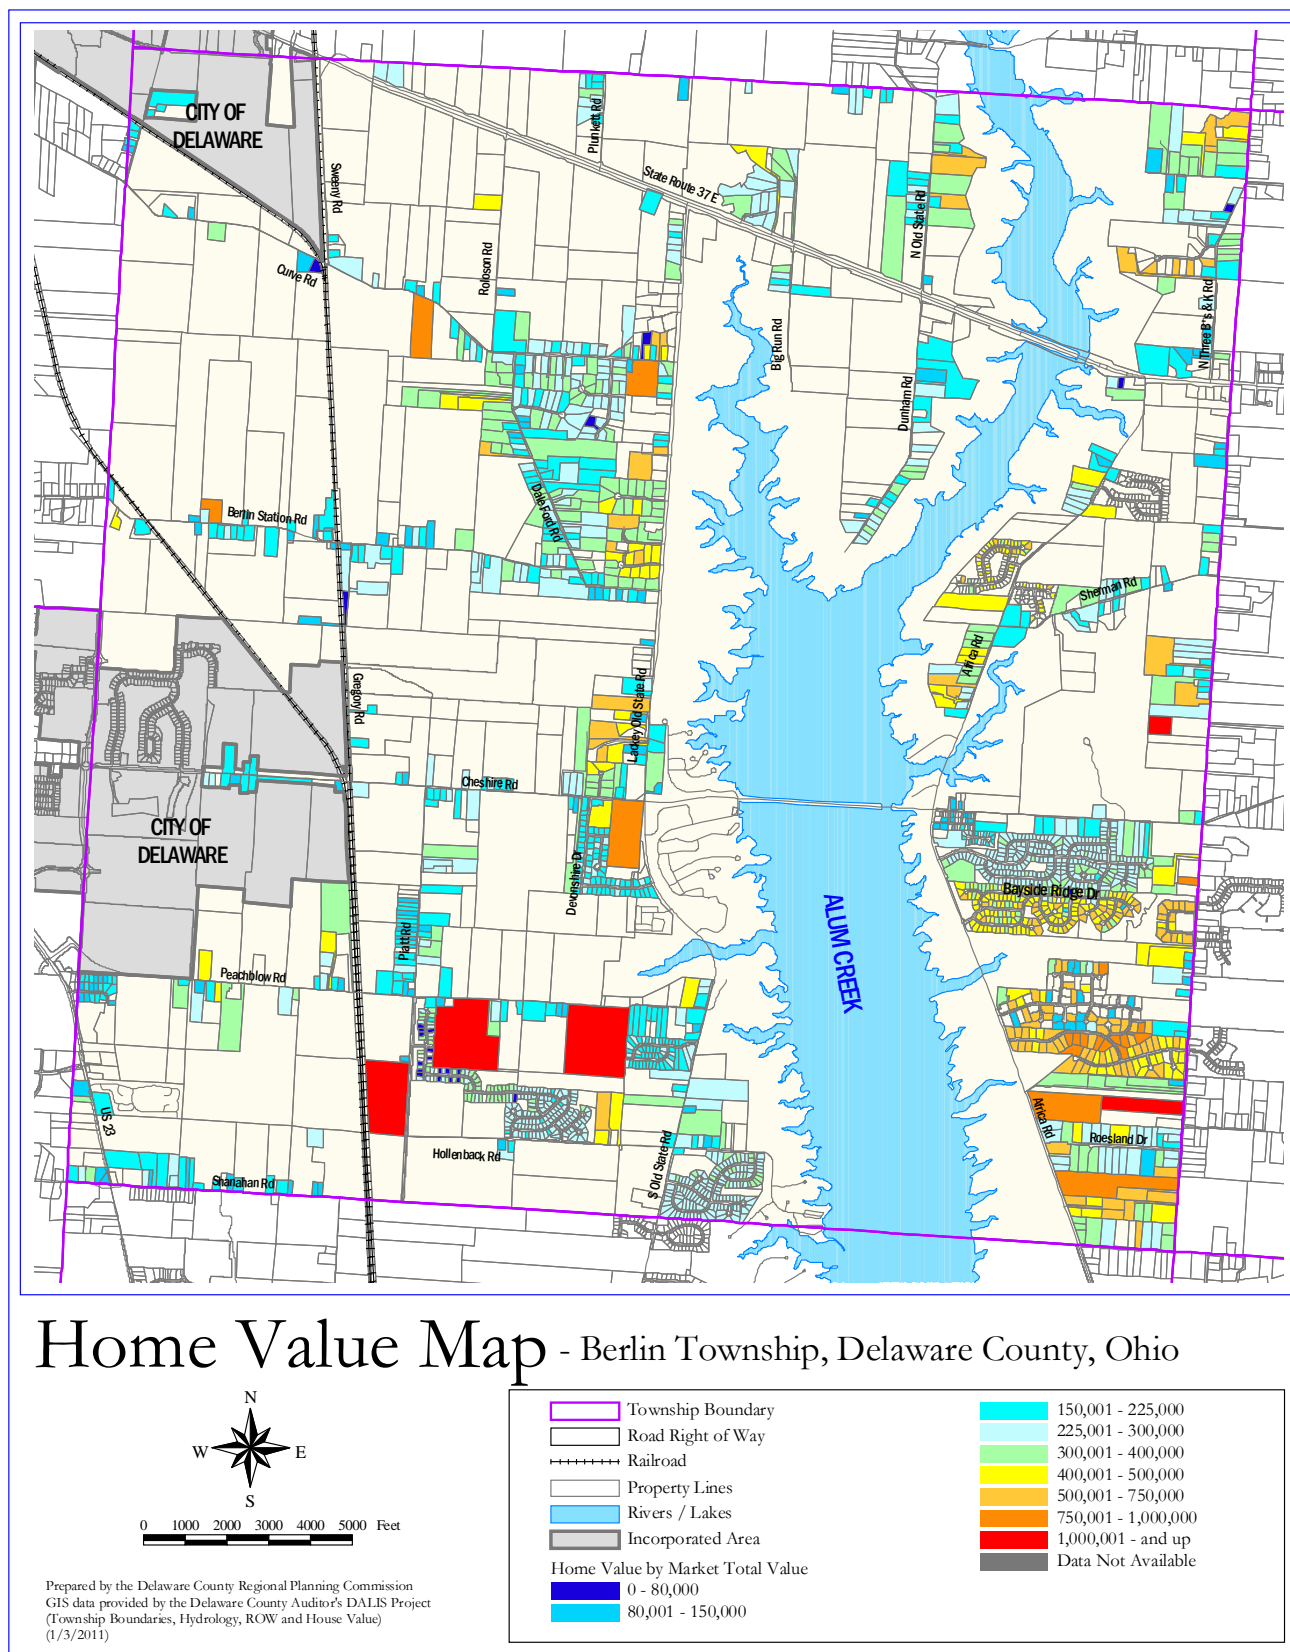 CITY OF
DELAWARE
Sweeny Rd
Plunkett Rd
State Route 37 E
N Old State Rd
Curve Rd
Roloson Rd
N Three B's & K Rd
Big Run Rd
Dunham Rd
Dale Ford Rd
Berlin Station Rd
Sherman Rd
Africa Rd
Gregory Rd
Lackey Old State Rd
Cheshire Rd
CITY OF
DELAWARE
Devonshire Dr
Bayside Ridge Dr
ALUM CREEK
Platt Rd
Peachblow Rd
US 23
Africa Rd
Roesland Dr
Hollenback Rd
S Old State Rd
Shanahan Rd
Home Value Map - Berlin Township, Delaware County, Ohio
N
W E
S
0 1000 2000 3000 4000 5000 Feet
Prepared by the Delaware County Regional Planning Commission
GIS data provided by the Delaware County Auditor's DALIS Project
(Township Boundaries, Hydrology, ROW and House Value)
(1/3/2011)
Township Boundary
Road Right of Way
Railroad
Property Lines
Rivers / Lakes
Incorporated Area
Home Value by Market Total Value
0 - 80,000
80,001 - 150,000
150,001 - 225,000
225,001 - 300,000
300,001 - 400,000
400,001 - 500,000
500,001 - 750,000
750,001 - 1,000,000
1,000,001 - and up
Data Not Available